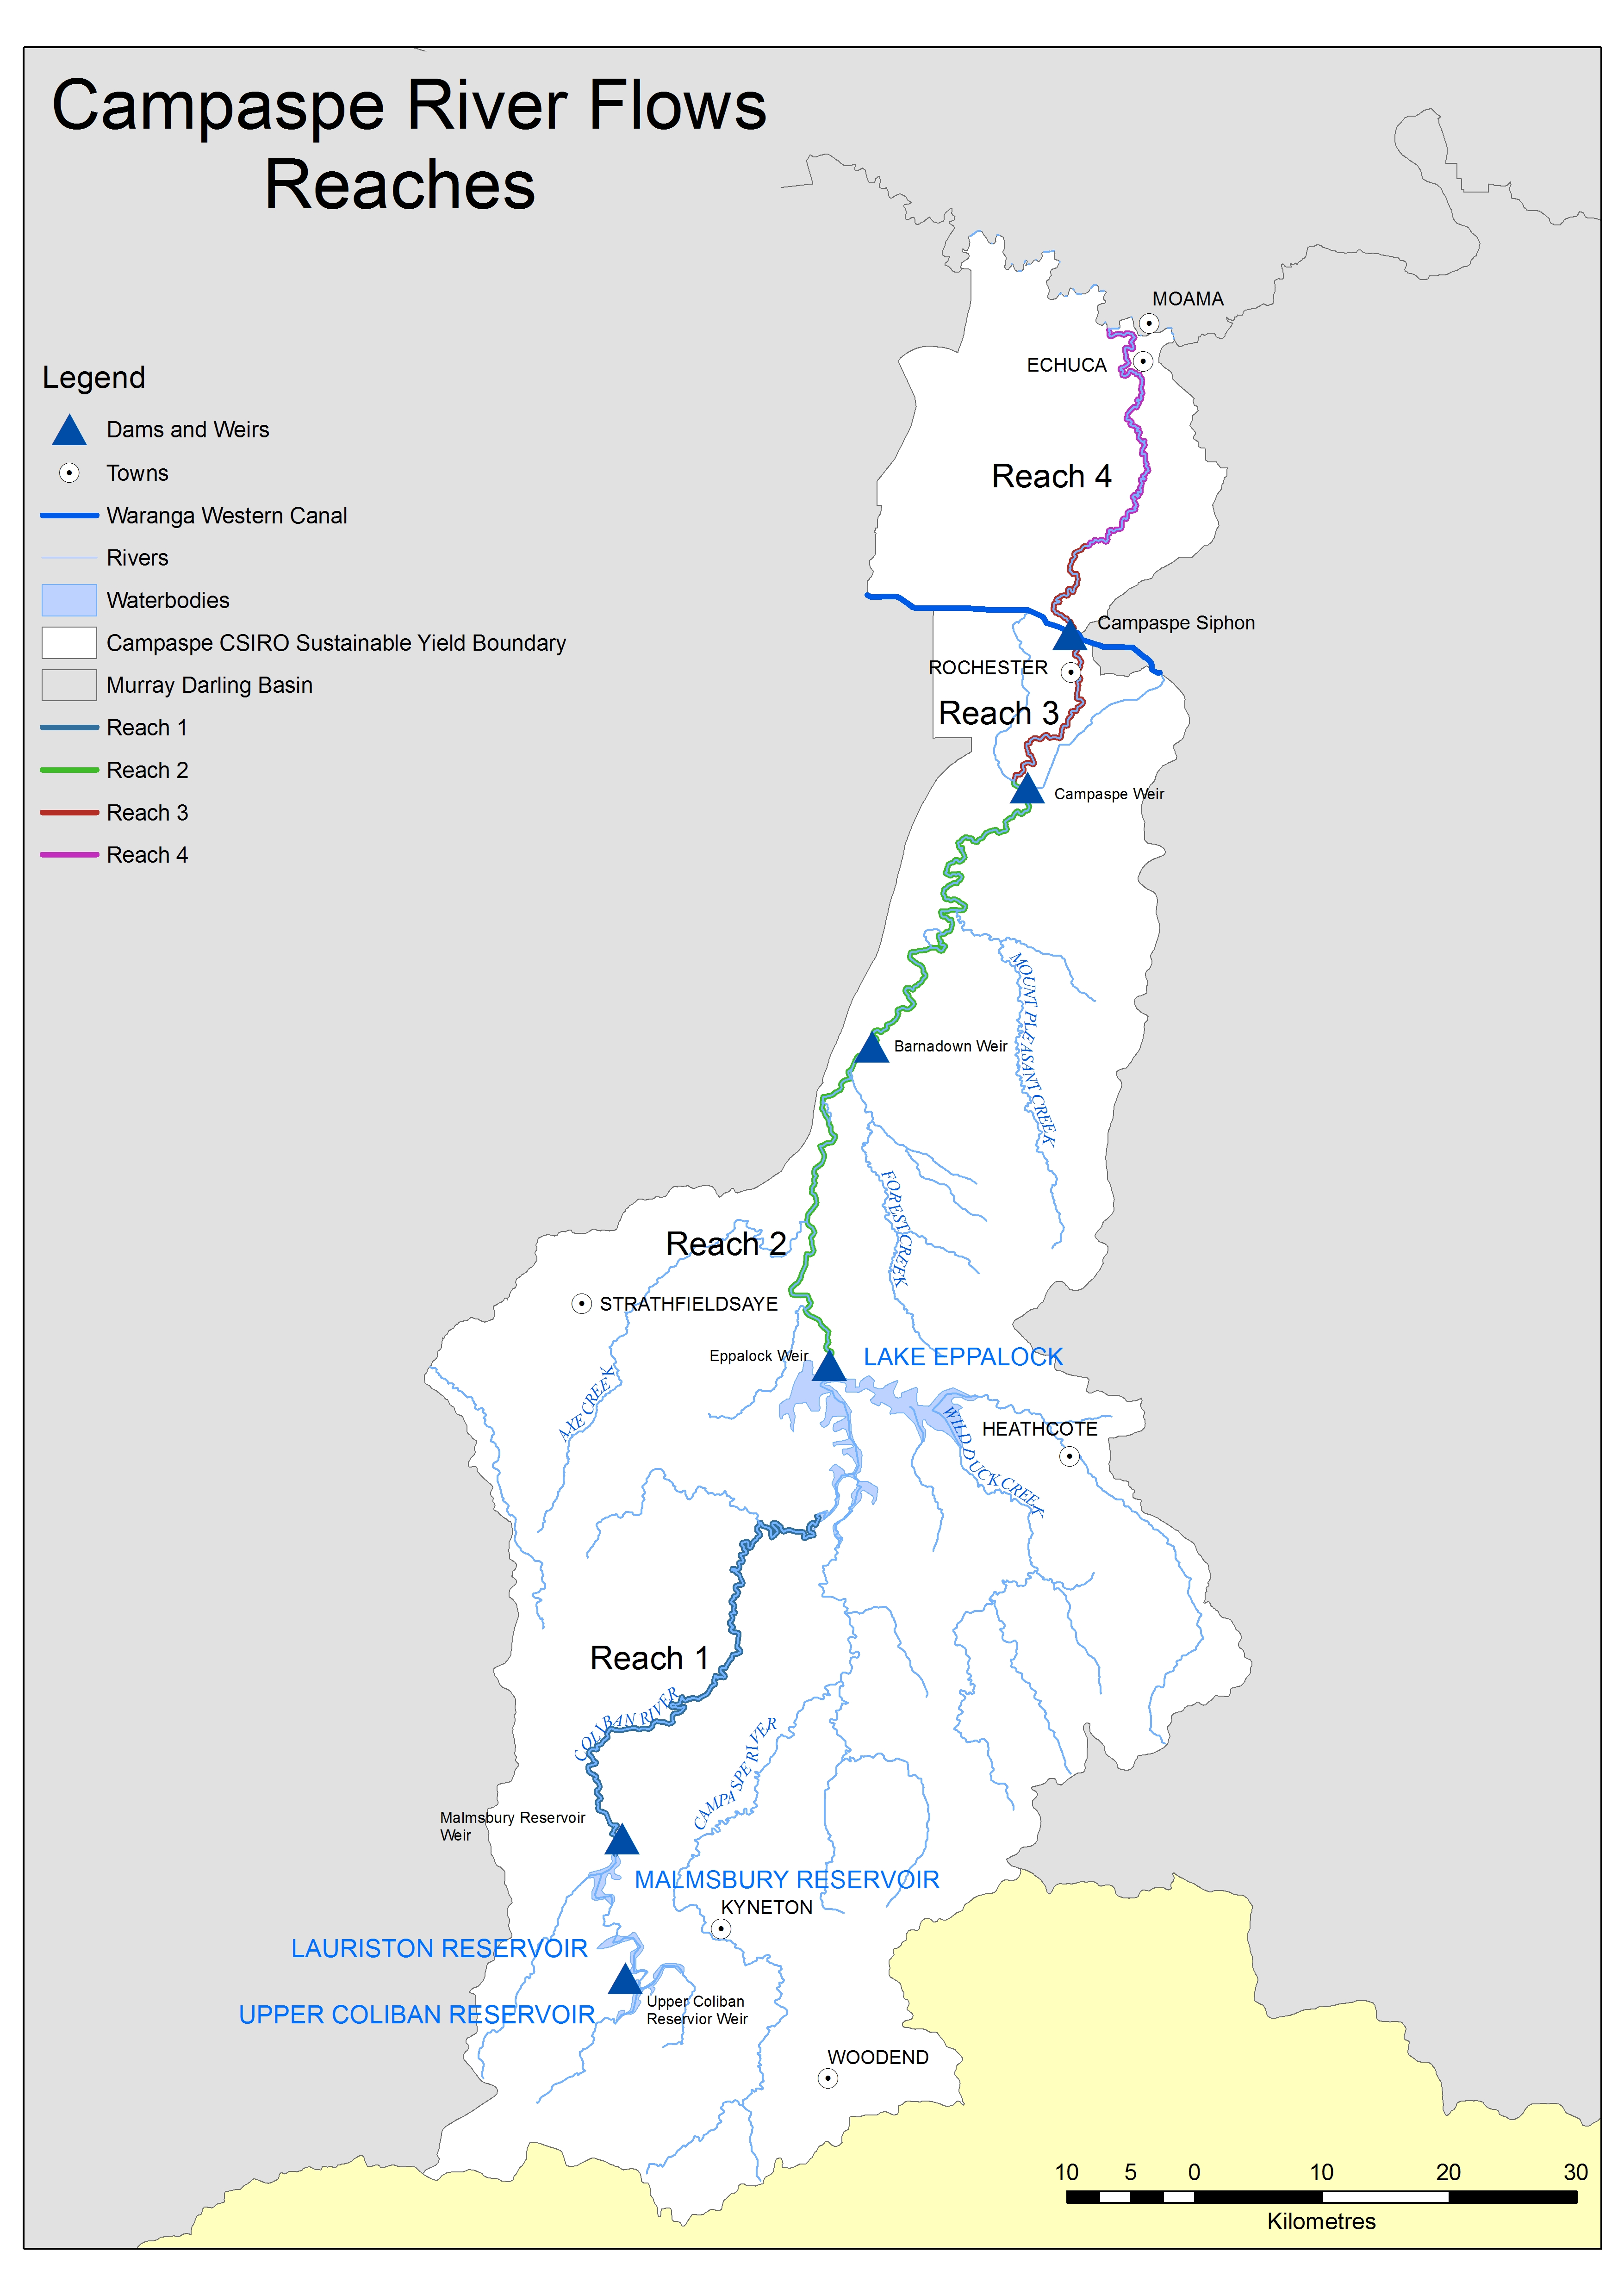 Campaspe River Flows
Reaches
MOAMA
ECHUCA
Legend
Dams and Weirs
Towns
Waranga Western Canal
Rivers
Waterbodies
Campaspe CSIRO Sustainable Yield Boundary
Murray Darling Basin
Reach 1
Reach 2
Reach 3
Reach 4
Reach 4
Campaspe Siphon
ROCHESTER
Reach 3
Campaspe Weir
MOUNT PLEASANT CREEK
Barnadown Weir
FOREST CREEK
Reach 2
STRATHFIELDSAYE
Eppalock Weir
LAKE EPPALOCK
AXE CREEK
HEATHCOTE
WILD DUCK CREEK
Reach 1
COLIBAN RIVER
CAMPASPE RIVER
Malmsbury Reservoir
Weir
MALMSBURY RESERVOIR
KYNETON
LAURISTON RESERVOIR
UPPER COLIBAN RESERVOIR
Upper Coliban
Reservior Weir
WOODEND
10 5 0 10 20 30
Kilometres